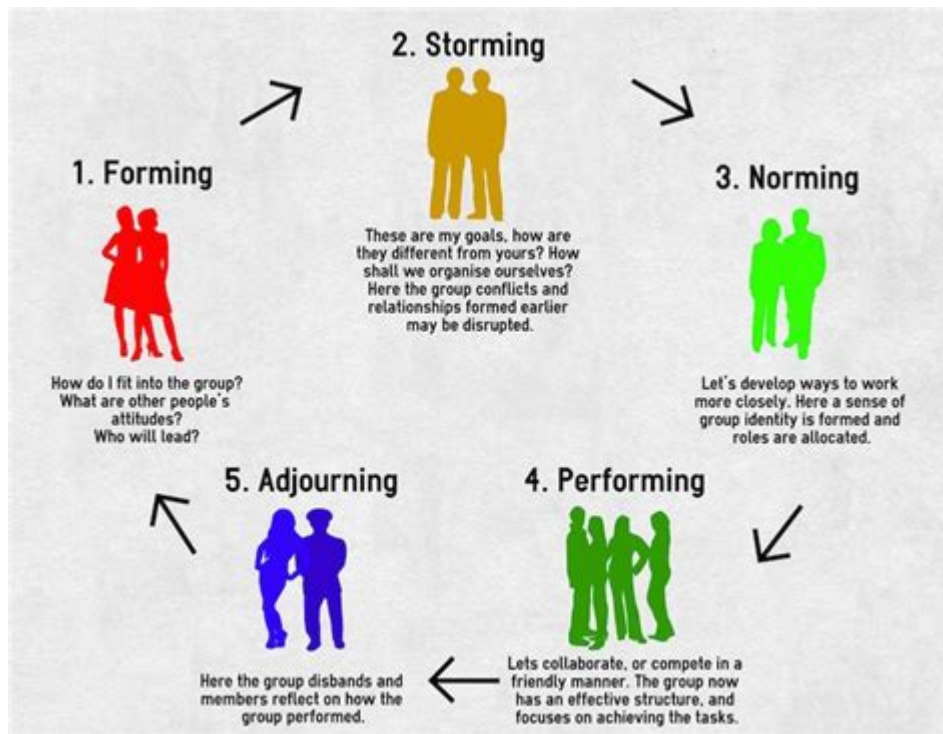 1. Forming
How do I fit into the group?
What are other people's
attitudes?
Who will lead?
2. Storming
These are my goals, how are
they different from yours? How
shall we organise ourselves?
Here the group conflicts and
relationships formed earlier
may be disrupted.
3. Norming
Let's develop ways to work
more closely. Here a sense of
group identity is formed and
roles are allocated.
4. Performing
Lets collaborate, or compete in a
friendly manner. The group now
has an effective structure, and
focuses on achieving the tasks.
5. Adjourning
Here the group disbands and
members reflect on how the
group performed.